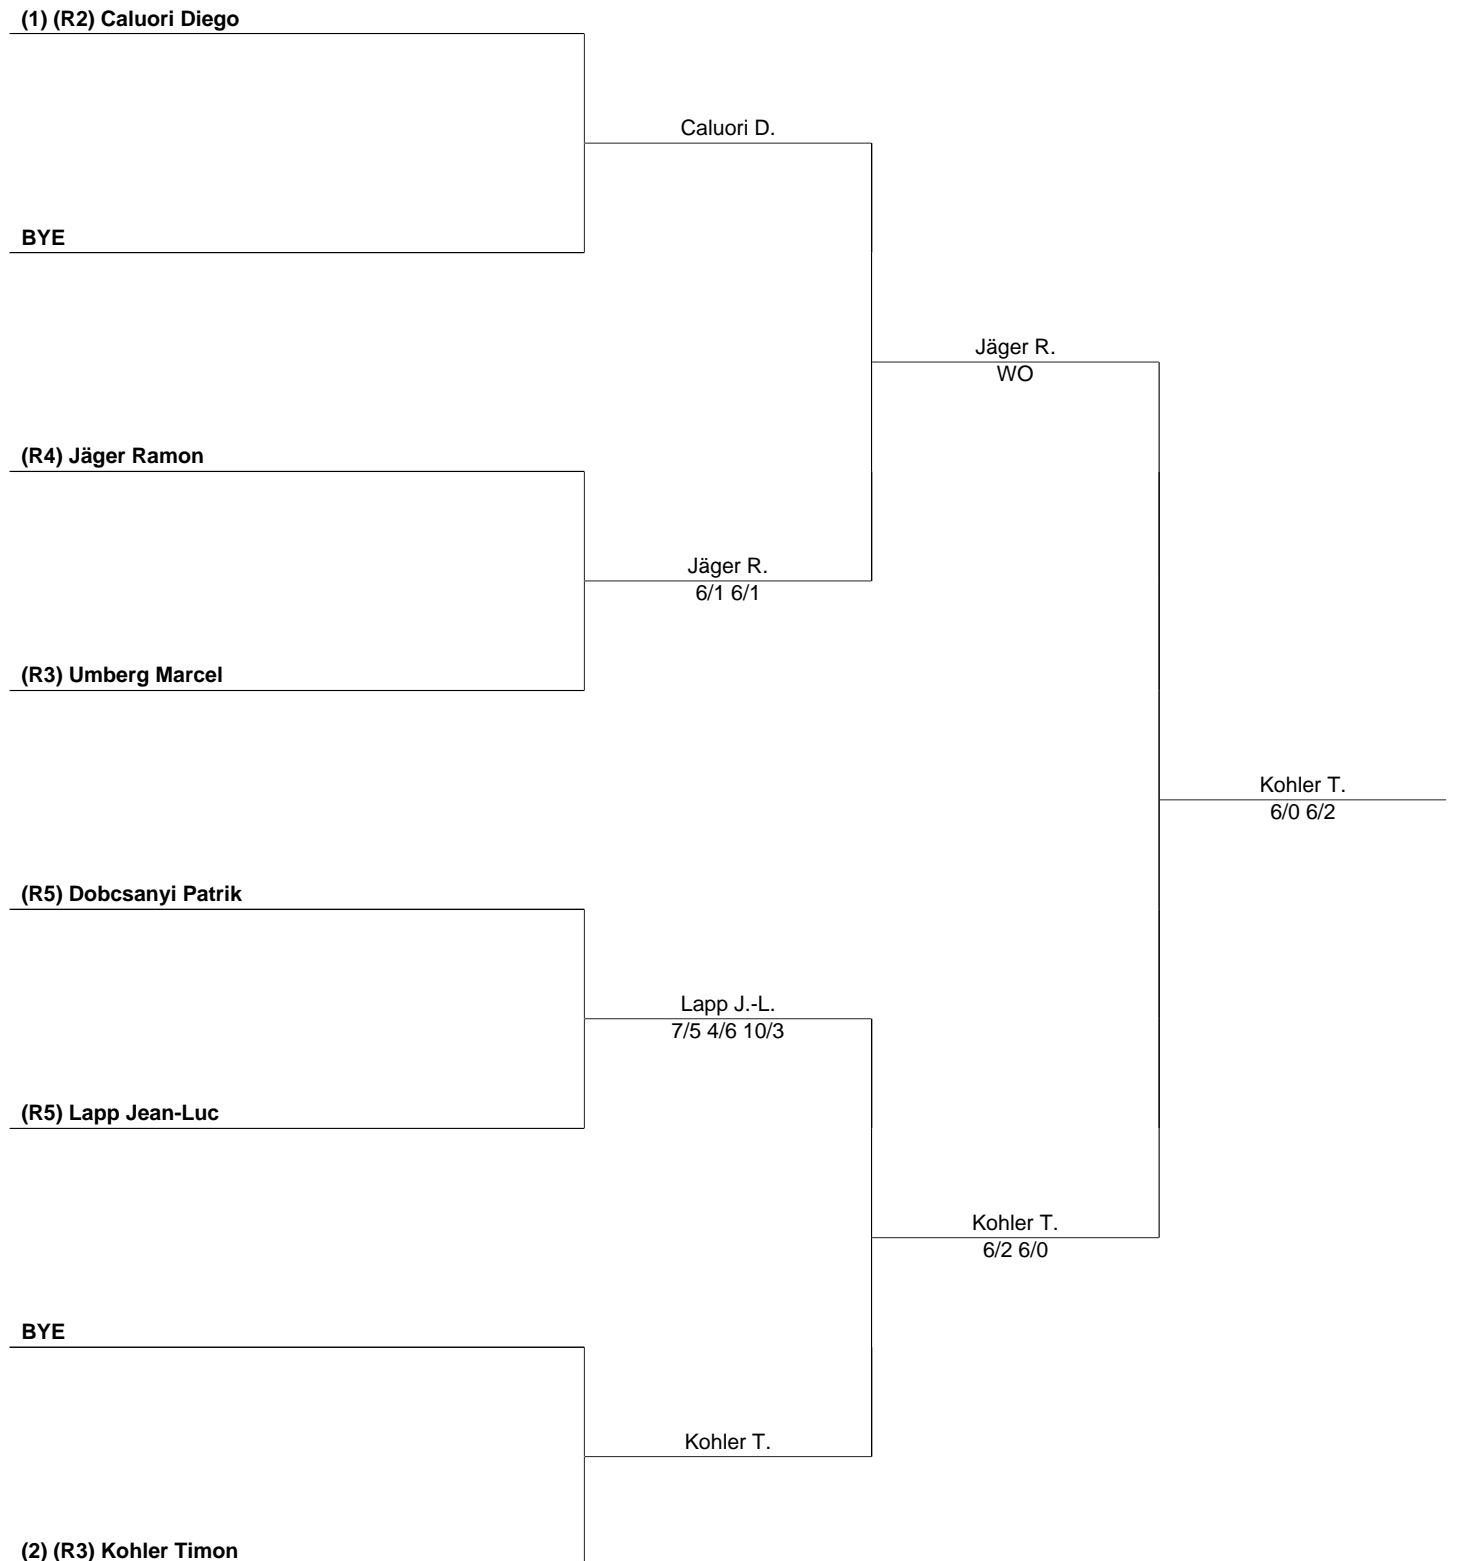 (1) (R2) Caluori Diego
Caluori D.
BYE
Jäger R.
WO
(R4) Jäger Ramon
Jäger R.
6/1 6/1
(R3) Umberg Marcel
Kohler T.
6/0 6/2
(R5) Dobcsanyi Patrik
Lapp J.-L.
7/5 4/6 10/3
(R5) Lapp Jean-Luc
Kohler T.
6/2 6/0
BYE
Kohler T.
(2) (R3) Kohler Timon